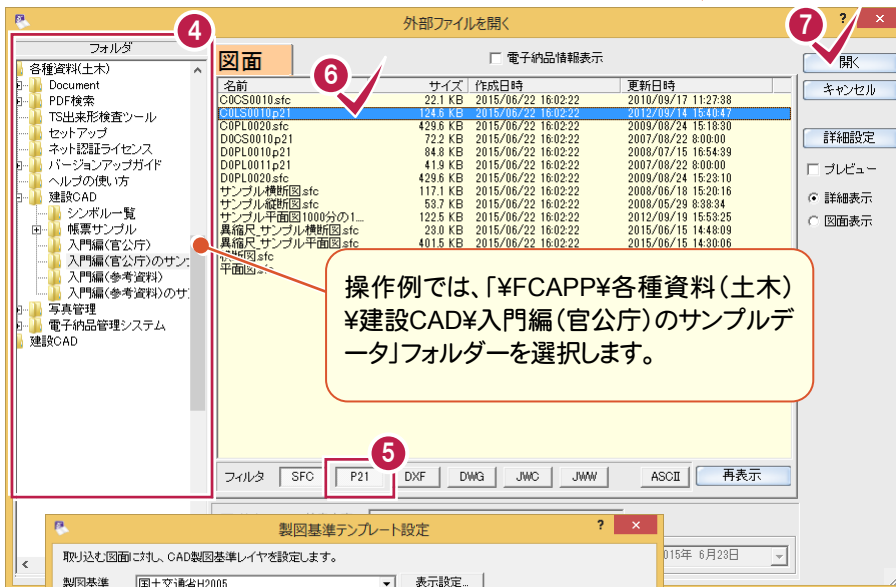 外部ファイルを開く
?
×
4
フォルダ
各種資料(土木)
Document
PDF検索
TS出来形検査ツール
セットアップ
ネット認証ライセンス
バージョンアップガイド
ヘルプの使い方
建設CAD
シンボル一覧
帳票サンプル
入門編(官公庁)
入門編(官公庁)のサン
入門編(参考資料)
入門編(参考資料)のサ
写真管理
電子納品管理システム
建設CAD
図面
電子納品情報表示
6
名前 サイズ 作成日時 更新日時
C0CS0010.sfc 22.1 KB 2015/06/22 16:02:22 2010/09/17 11:27:38
C0LS0010.p21 124.6 KB 2015/06/22 16:02:22 2012/09/14 15:40:47
C0PL0020.sfc 429.6 KB 2015/06/22 16:02:22 2009/08/24 15:18:30
D0CS0010.p21 72.2 KB 2015/06/22 16:02:22 2007/08/22 8:00:00
D0PL0010.p21 84.8 KB 2015/06/22 16:02:22 2008/07/15 16:54:39
D0PL0011.p21 41.9 KB 2015/06/22 16:02:22 2007/08/22 8:00:00
D0PL0020.sfc 429.6 KB 2015/06/22 16:02:22 2009/08/24 15:23:10
サンプル横断図.sfc 117.1 KB 2015/06/22 16:02:22 2006/06/18 15:20:16
サンプル縦断図.sfc 53.7 KB 2015/06/22 16:02:22 2008/05/29 8:38:34
サンプル平面図1000分の1... 122.5 KB 2015/06/22 16:02:22 2012/09/19 15:53:25
異縮尺_サンプル横断図.sfc 23.0 KB 2015/06/22 16:02:22 2015/06/15 14:48:09
異縮尺_サンプル平面図.sfc 401.5 KB 2015/06/22 16:02:22 2015/06/15 14:30:06
横断図.sfc
平面図.sfc
7
開く
キャンセル
詳細設定
プレビュー
詳細表示
図面表示
操作例では、「¥FCAPP¥各種資料(土木)
¥建設CAD¥入門編(官公庁)のサンプルデ
ータ」フォルダーを選択します。
5
フィルタ SFC P21 DXF DWG JWC JWW ASCII 再表示
製図基準テンプレート設定
?
×
取り込む図面に対し、CAD製図基準レイヤを設定します。
製図基準 国土交通省H2005 表示設定...
015年 6月23日